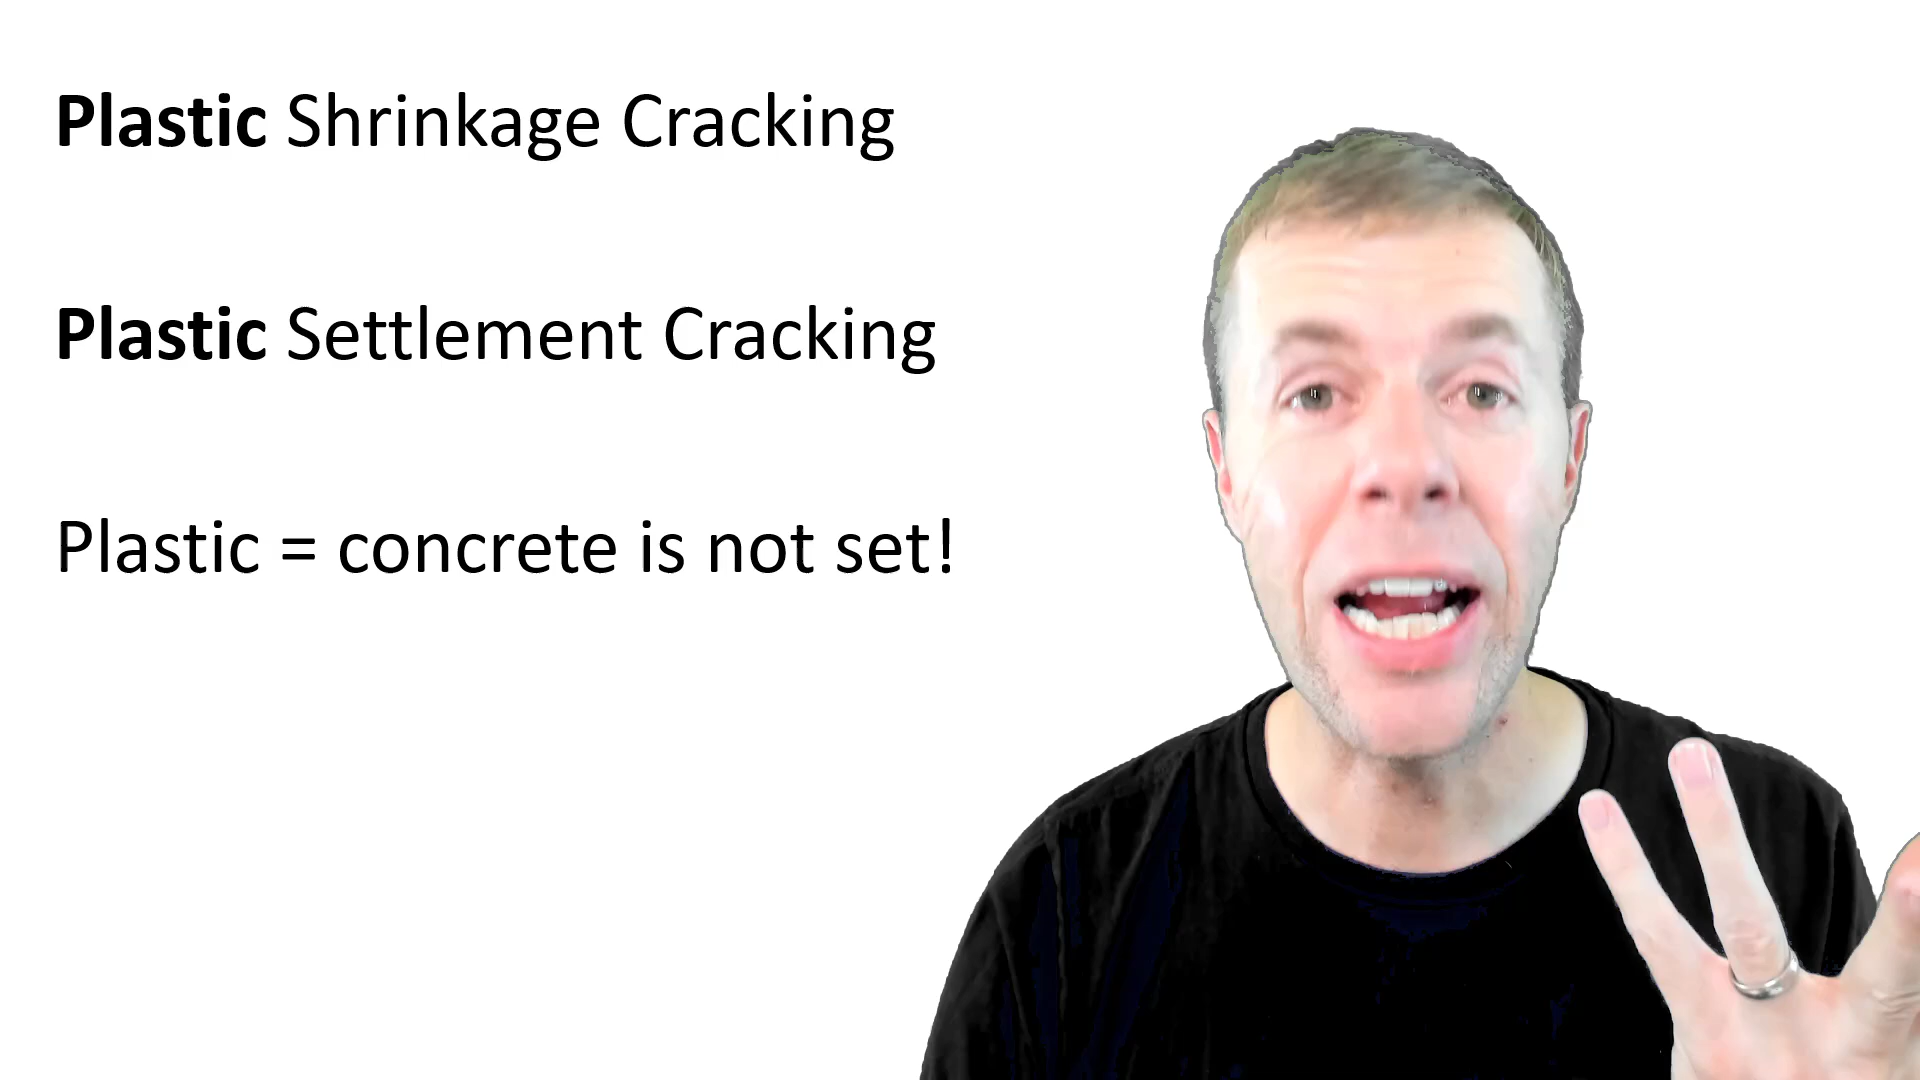 Plastic Shrinkage Cracking
Plastic Settlement Cracking
Plastic = concrete is not set!